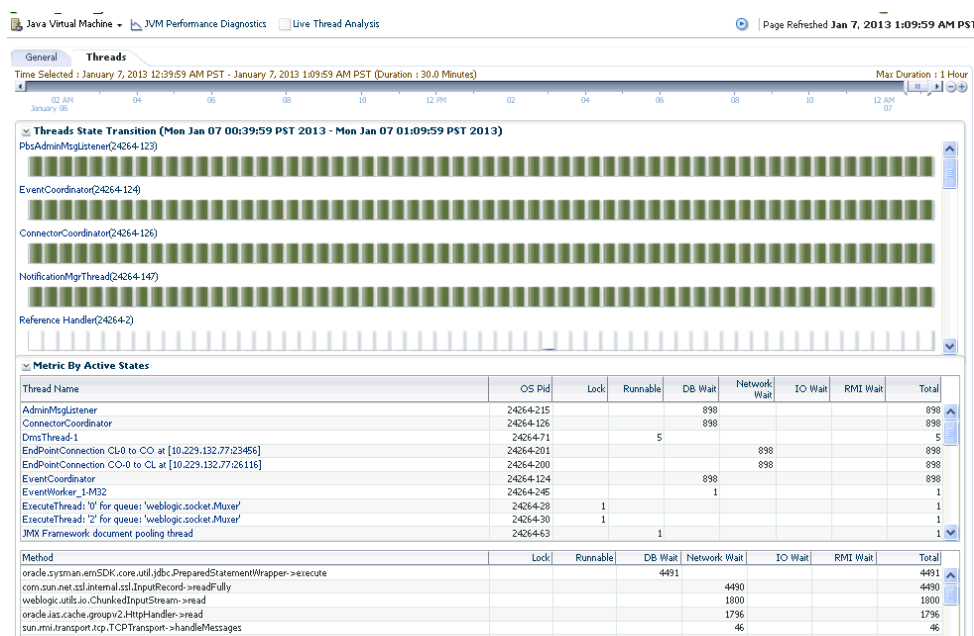 Java Virtual Machine JVM Performance Diagnostics Live Thread Analysis Page Refreshed Jan 7, 2013 1:09:59 AM PST
General Threads
Time Selected : January 7, 2013 12:39:59 AM PST - January 7, 2013 1:09:59 AM PST (Duration : 30.0 Minutes) Max Duration : 1 Hour
02 AM 04 06 08 10 12 PM 02 04 06 08 10 12 AM
January 06 07
Threads State Transition (Mon Jan 07 00:39:59 PST 2013 - Mon Jan 07 01:09:59 PST 2013)
PbsAdminMsgListener(24264-123)
EventCoordinator(24264-124)
ConnectorCoordinator(24264-126)
NotificationMgrThread(24264-147)
Reference Handler(24264-2)
Metric By Active States
Thread Name OS Pid Lock Runnable DB Wait Network Wait IO Wait RMI Wait Total
AdminMsgListener 24264-215 898 898
ConnectorCoordinator 24264-126 898 898
DmsThread-1 24264-71 5 5
EndPointConnection CL-0 to CO at [10.229.132.77:23456] 24264-201 898 898
EndPointConnection CO-0 to CL at [10.229.132.77:26116] 24264-200 898 898
EventCoordinator 24264-124 898 898
EventWorker_1-M32 24264-245 1 1
ExecuteThread: '0' for queue: 'weblogic.socket.Muxer' 24264-28 1 1
ExecuteThread: '2' for queue: 'weblogic.socket.Muxer' 24264-30 1 1
JMX Framework document pooling thread 24264-63 1 1
Method Lock Runnable DB Wait Network Wait IO Wait RMI Wait Total
oracle.sysman.emSDK.core.util.jdbc.PreparedStatementWrapper->execute 4491 4491
com.sun.net.ssl.internal.ssl.InputRecord->readFully 4490 4490
weblogic.utils.io.ChunkedInputStream->read 1800 1800
oracle.ias.cache.groupv2.HttpHandler->read 1796 1796
sun.rmi.transport.tcp.TCPTransport->handleMessages 46 46